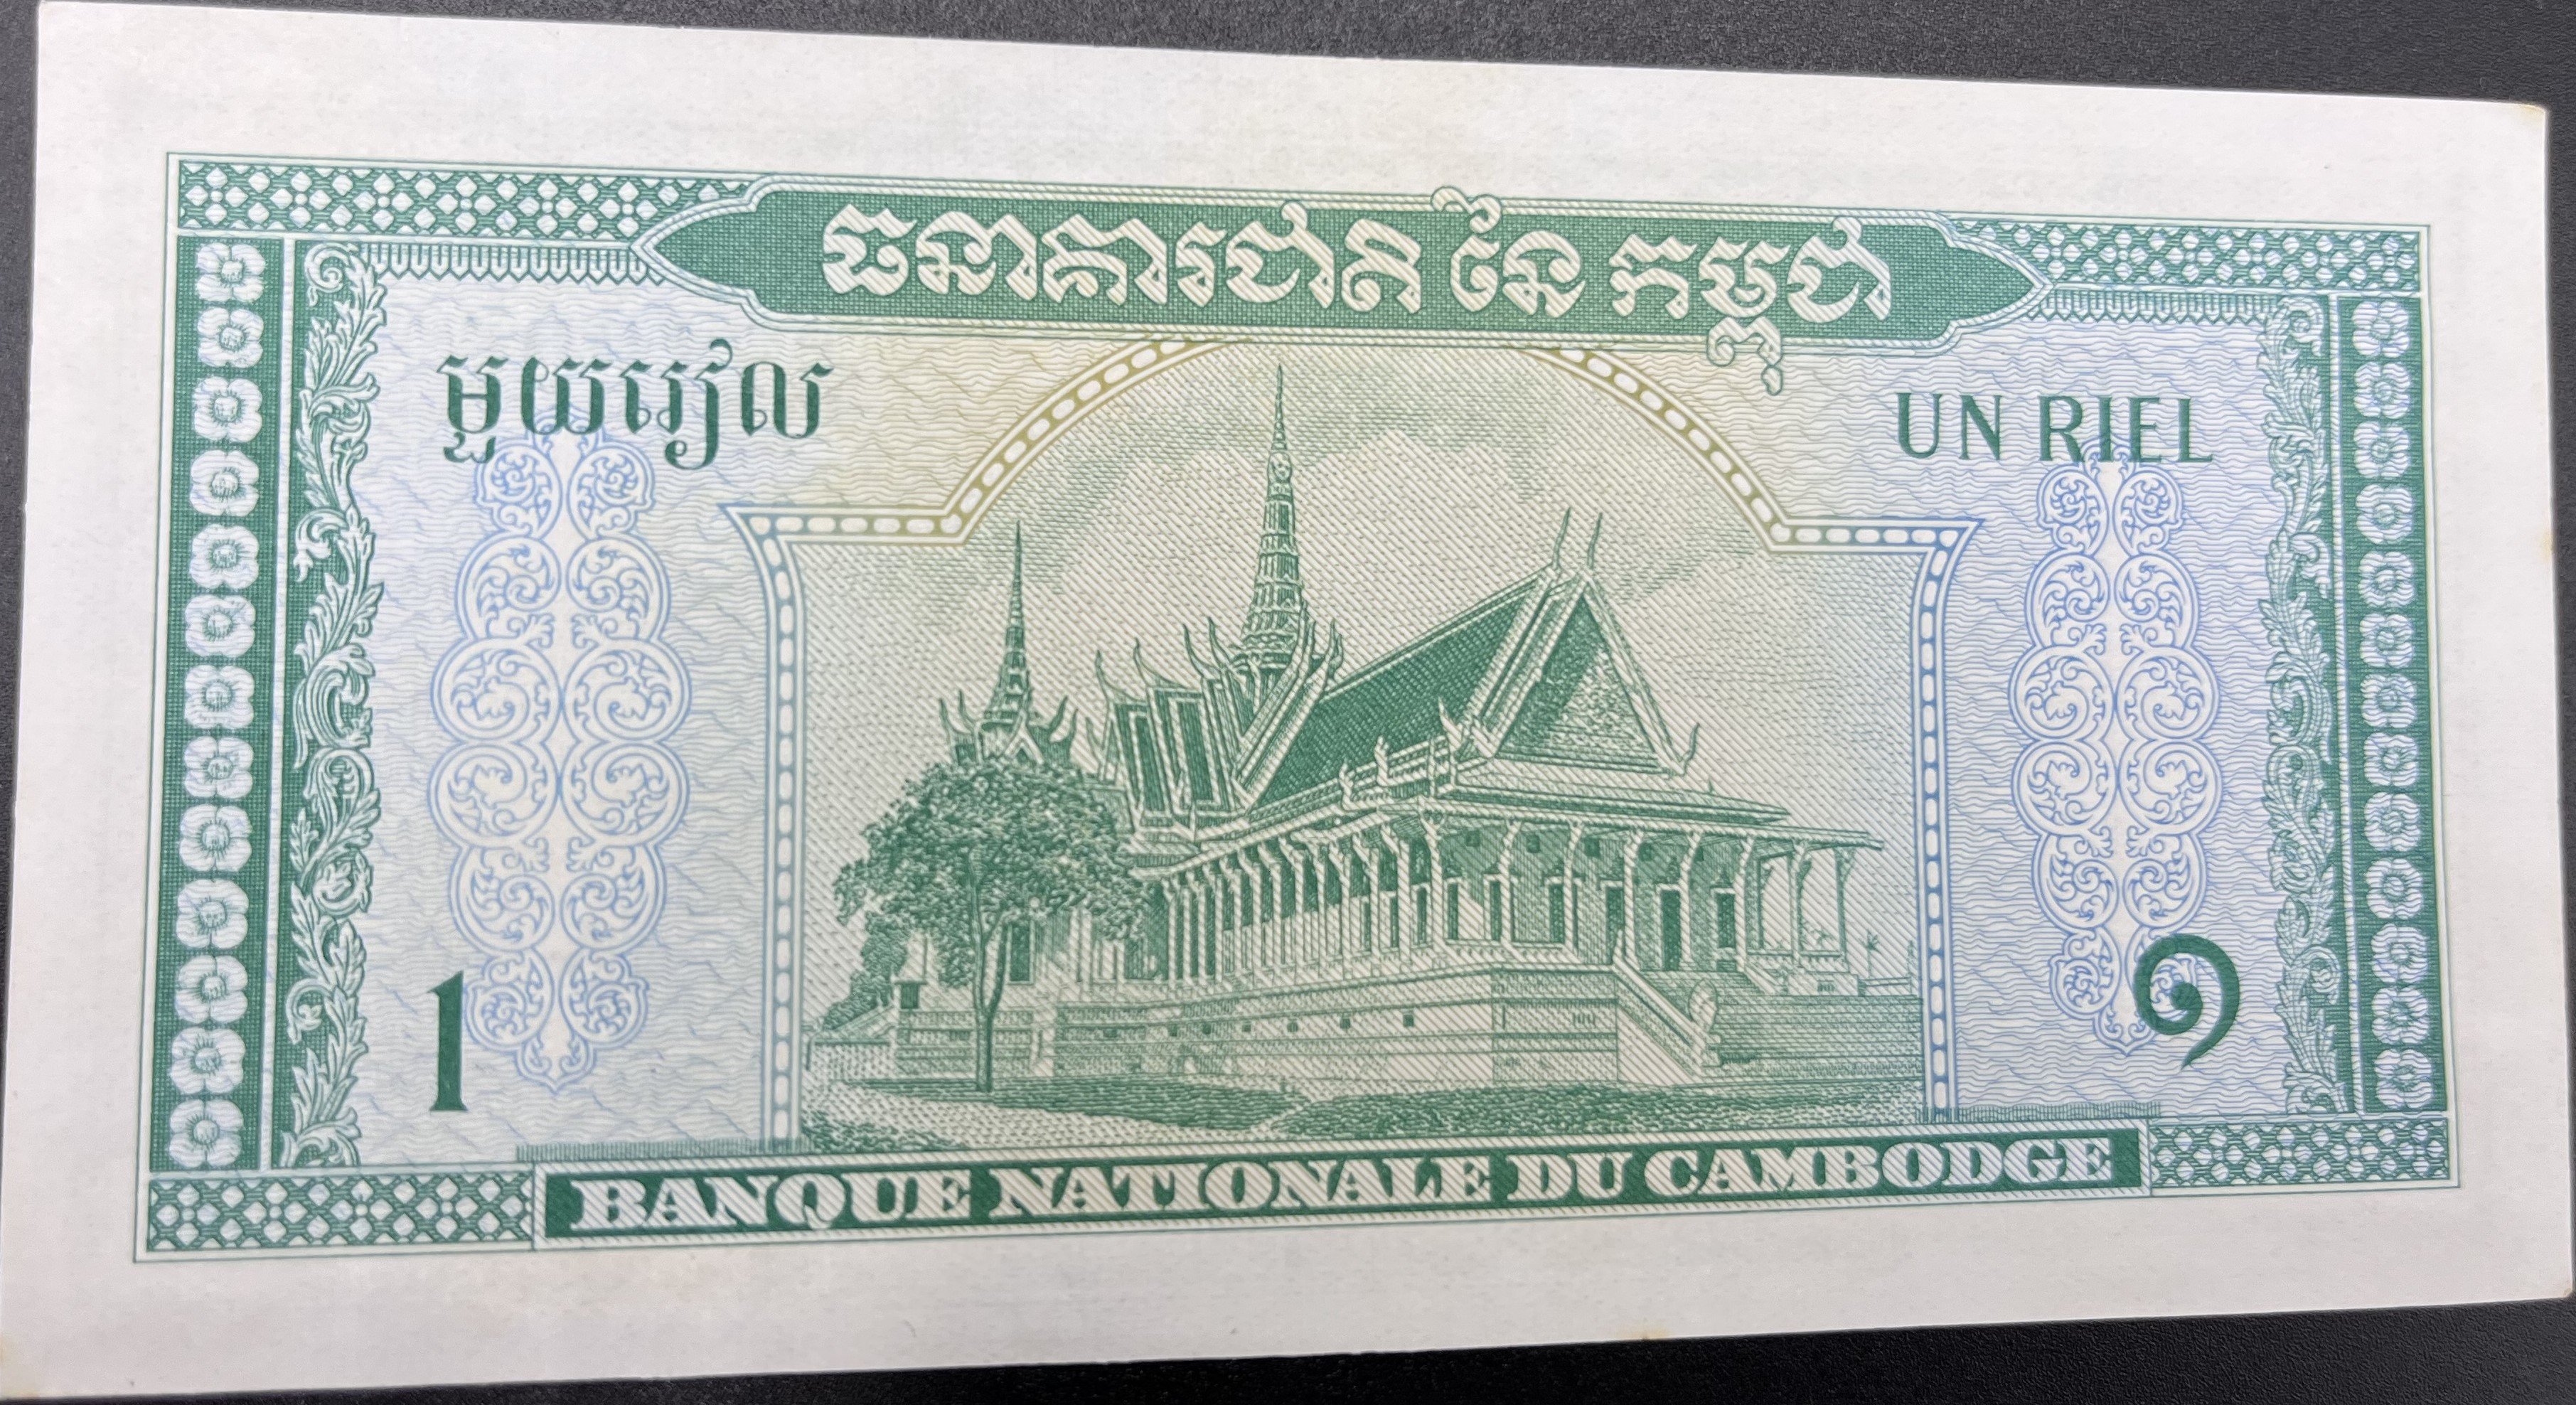 ធនាគារជាតិ នៃ កម្ពុជា
មួយរៀល
UN RIEL
1
១
BANQUE NATIONALE DU CAMBODGE